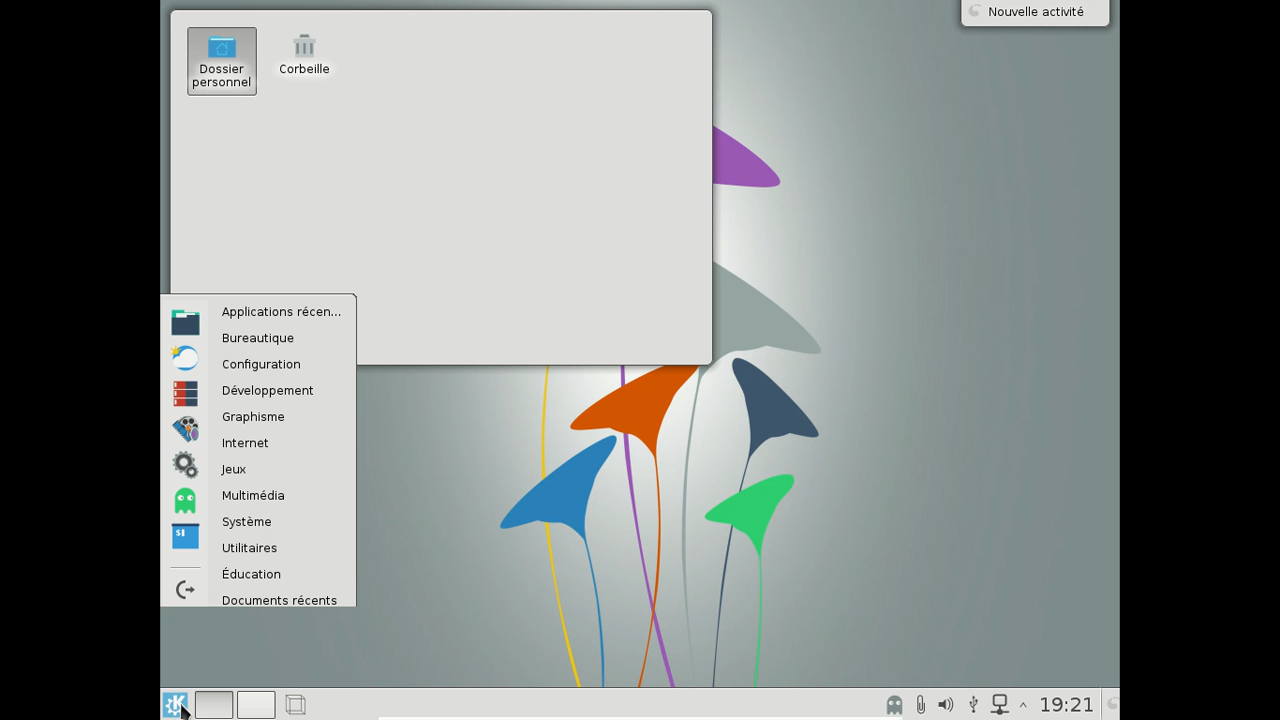 Nouvelle activité
Dossier
personnel
Corbeille
Applications récen...
Bureautique
Configuration
Développement
Graphisme
Internet
Jeux
Multimédia
Système
Utilitaires
Éducation
Documents récents
$1
K
19:21